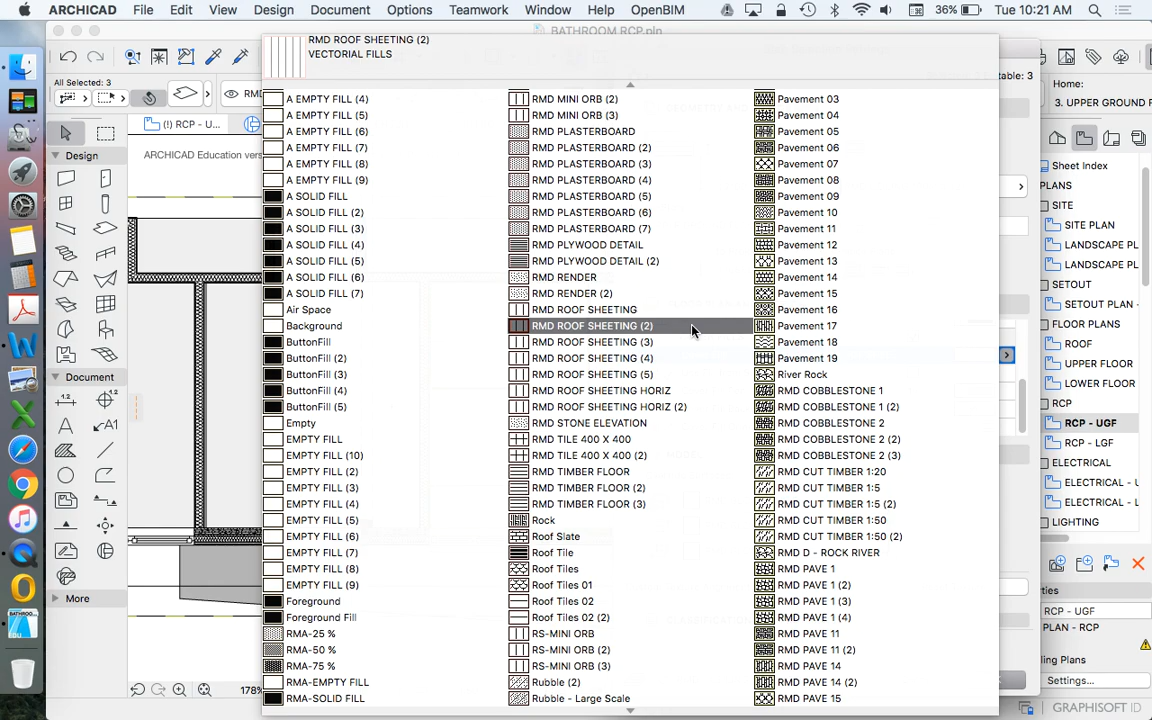 ARCHICAD File Edit View Design Document Options Teamwork Window Help OpenBIM 36% Tue 10:21 AM
BATHROOM RCP.pln
RMD ROOF SHEETING (2)
VECTORIAL FILLS
All Selected: 3
RMD
table: 3
Home:
3. UPPER GROUND F
(!) RCP - U...
ARCHICAD Education vers
Design
Document
More
178%
A EMPTY FILL (4)
A EMPTY FILL (5)
A EMPTY FILL (6)
A EMPTY FILL (7)
A EMPTY FILL (8)
A EMPTY FILL (9)
A SOLID FILL
A SOLID FILL (2)
A SOLID FILL (3)
A SOLID FILL (4)
A SOLID FILL (5)
A SOLID FILL (6)
A SOLID FILL (7)
Air Space
Background
ButtonFill
ButtonFill (2)
ButtonFill (3)
ButtonFill (4)
ButtonFill (5)
Empty
EMPTY FILL
EMPTY FILL (10)
EMPTY FILL (2)
EMPTY FILL (3)
EMPTY FILL (4)
EMPTY FILL (5)
EMPTY FILL (6)
EMPTY FILL (7)
EMPTY FILL (8)
EMPTY FILL (9)
Foreground
Foreground Fill
RMA-25 %
RMA-50 %
RMA-75 %
RMA-EMPTY FILL
RMA-SOLID FILL
RMD MINI ORB (2)
RMD MINI ORB (3)
RMD PLASTERBOARD
RMD PLASTERBOARD (2)
RMD PLASTERBOARD (3)
RMD PLASTERBOARD (4)
RMD PLASTERBOARD (5)
RMD PLASTERBOARD (6)
RMD PLASTERBOARD (7)
RMD PLYWOOD DETAIL
RMD PLYWOOD DETAIL (2)
RMD RENDER
RMD RENDER (2)
RMD ROOF SHEETING
RMD ROOF SHEETING (2)
RMD ROOF SHEETING (3)
RMD ROOF SHEETING (4)
RMD ROOF SHEETING (5)
RMD ROOF SHEETING HORIZ
RMD ROOF SHEETING HORIZ (2)
RMD STONE ELEVATION
RMD TILE 400 X 400
RMD TILE 400 X 400 (2)
RMD TIMBER FLOOR
RMD TIMBER FLOOR (2)
RMD TIMBER FLOOR (3)
Rock
Roof Slate
Roof Tile
Roof Tiles
Roof Tiles 01
Roof Tiles 02
Roof Tiles 02 (2)
RS-MINI ORB
RS-MINI ORB (2)
RS-MINI ORB (3)
Rubble (2)
Rubble - Large Scale
Pavement 03
Pavement 04
Pavement 05
Pavement 06
Pavement 07
Pavement 08
Pavement 09
Pavement 10
Pavement 11
Pavement 12
Pavement 13
Pavement 14
Pavement 15
Pavement 16
Pavement 17
Pavement 18
Pavement 19
River Rock
RMD COBBLESTONE 1
RMD COBBLESTONE 1 (2)
RMD COBBLESTONE 2
RMD COBBLESTONE 2 (2)
RMD COBBLESTONE 2 (3)
RMD CUT TIMBER 1:20
RMD CUT TIMBER 1:5
RMD CUT TIMBER 1:5 (2)
RMD CUT TIMBER 1:50
RMD CUT TIMBER 1:50 (2)
RMD D - ROCK RIVER
RMD PAVE 1
RMD PAVE 1 (2)
RMD PAVE 1 (3)
RMD PAVE 1 (4)
RMD PAVE 11
RMD PAVE 11 (2)
RMD PAVE 14
RMD PAVE 14 (2)
RMD PAVE 15
Sheet Index
PLANS
SITE
SITE PLAN
LANDSCAPE PL
LANDSCAPE PL
SETOUT
SETOUT PLAN -
FLOOR PLANS
ROOF
UPPER FLOOR
LOWER FLOOR
RCP
RCP - UGF
RCP - LGF
ELECTRICAL
ELECTRICAL - U
ELECTRICAL - L
LIGHTING
ties
RCP - UGF
PLAN - RCP
ling Plans
Settings...
GRAPHISOFT ID